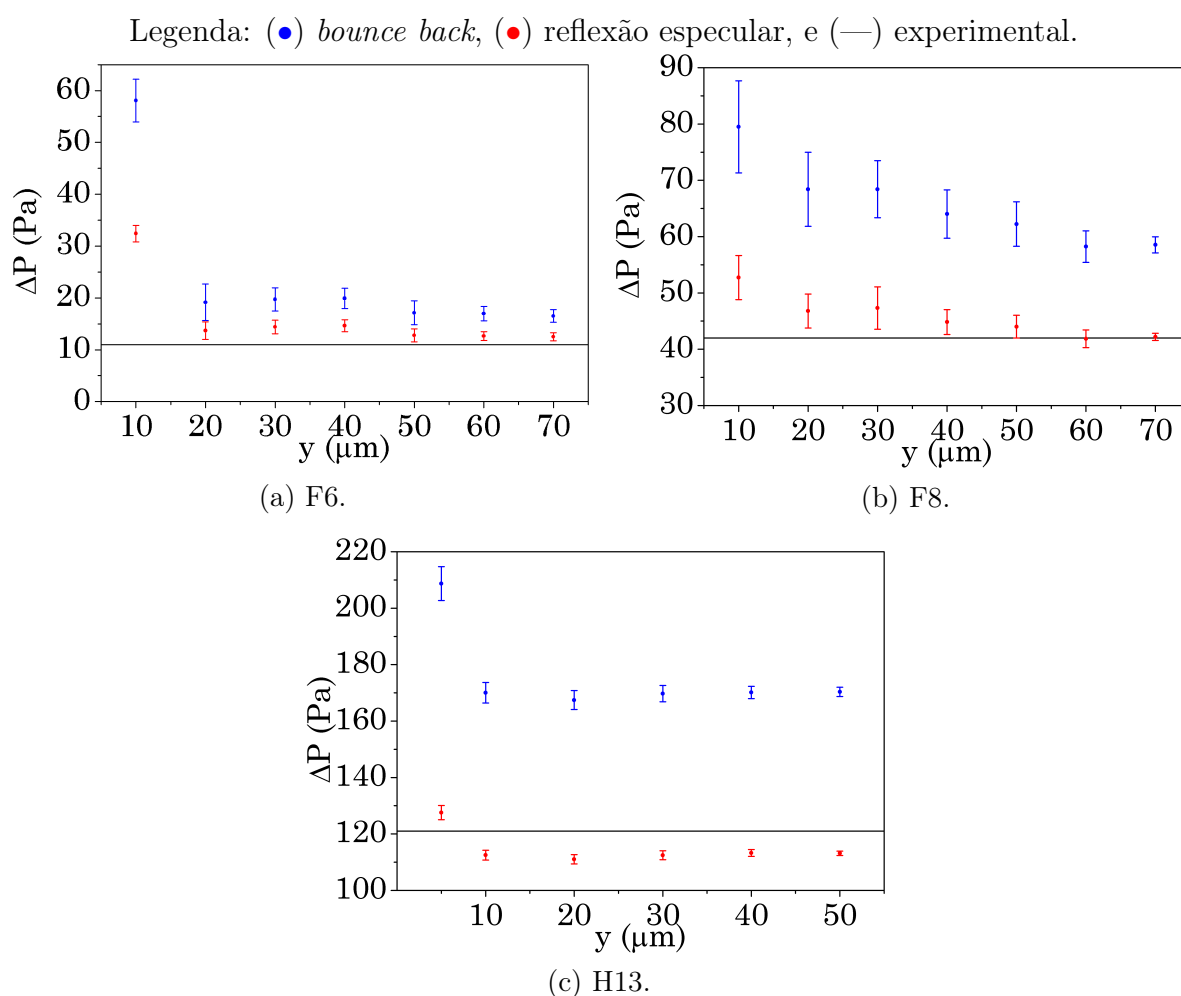 Legenda: (•) bounce back, (•) reflexão especular, e (—) experimental.
60
50
40
30
20
10
0
ΔP (Pa)
10 20 30 40 50 60 70
y (μm)
(a) F6.
90
80
70
60
50
40
30
ΔP (Pa)
10 20 30 40 50 60 70
y (μm)
(b) F8.
220
200
180
160
140
120
100
ΔP (Pa)
10 20 30 40 50
y (μm)
(c) H13.